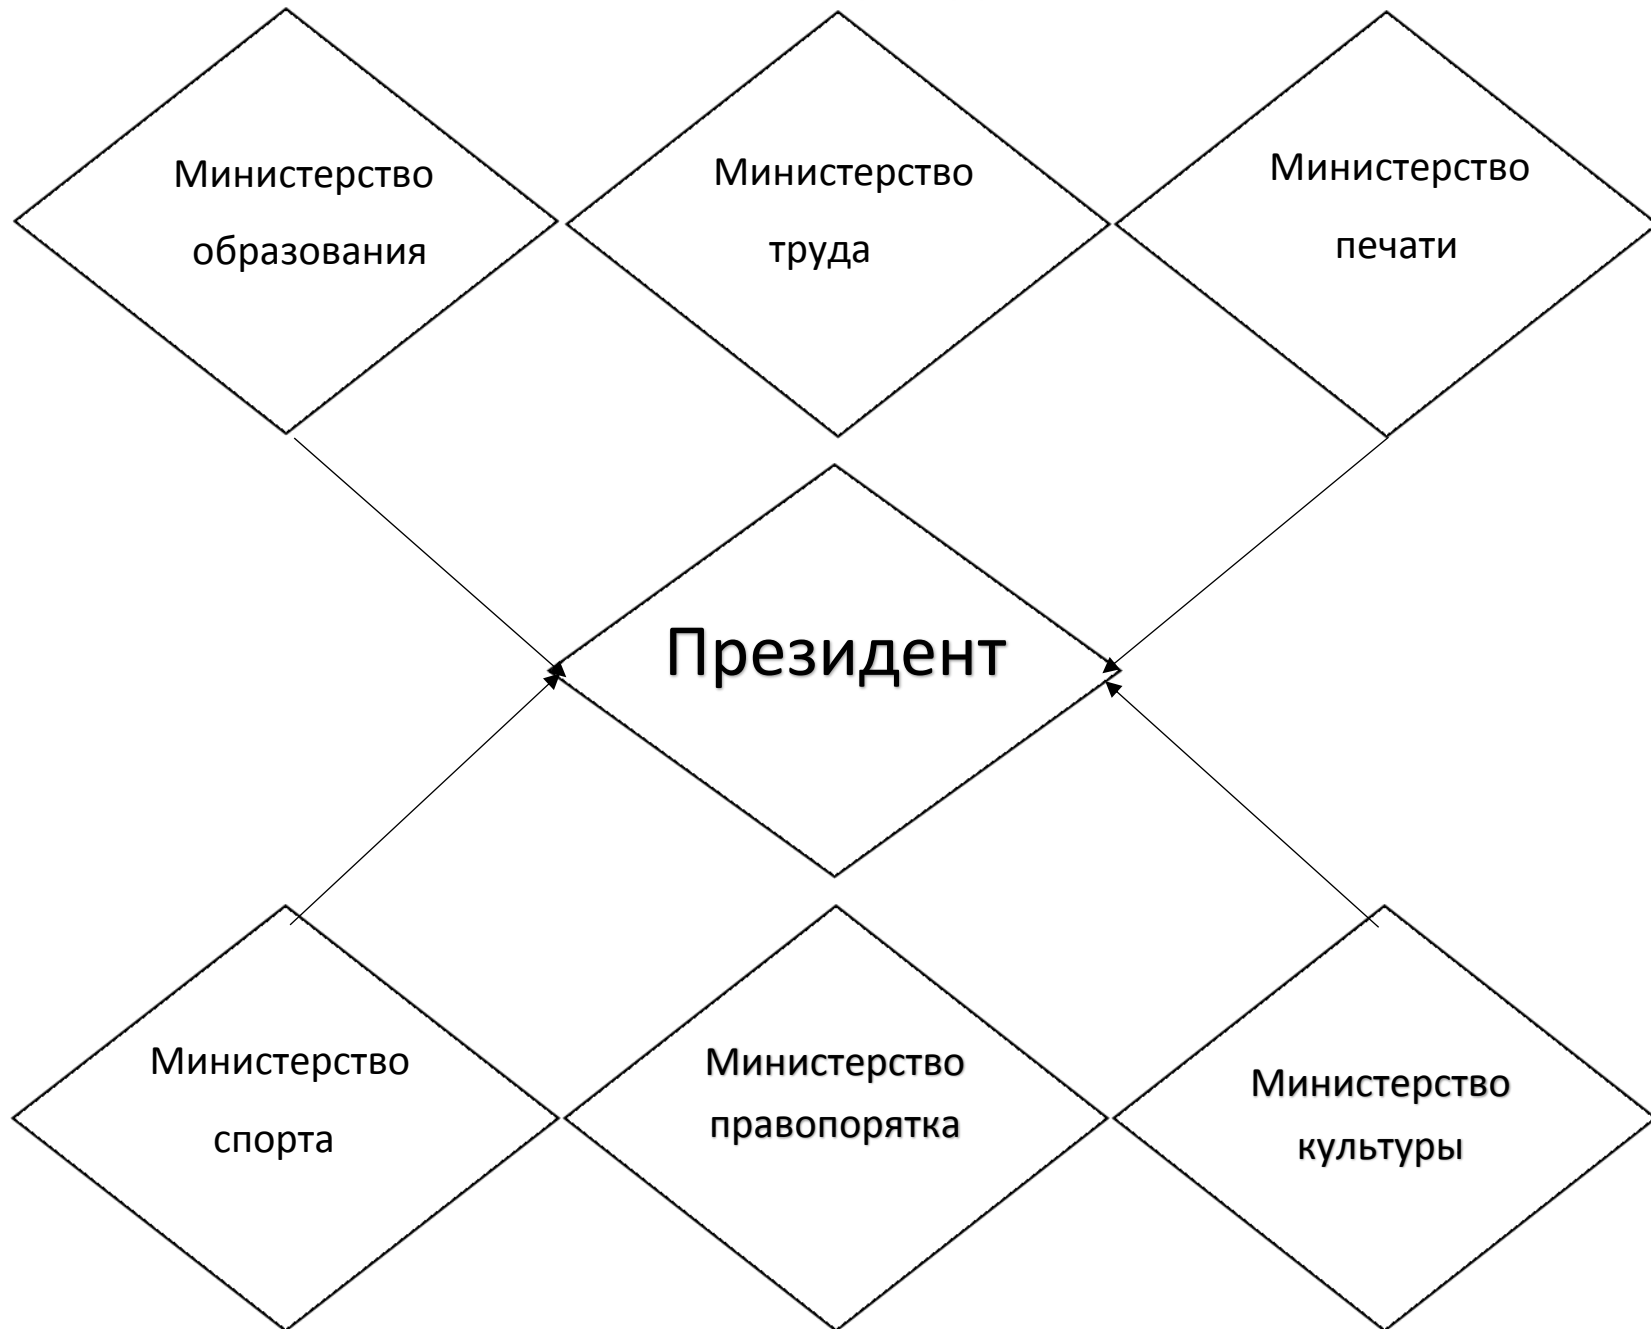 Министерство
образования
Министерство
труда
Министерство
печати
Президент
Министерство
спорта
Министерство
правопорятка
Министерство
культуры